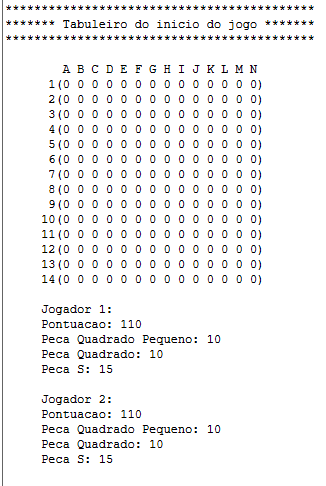 *******************************************
******* Tabuleiro do inicio do jogo *******
*******************************************
A B C D E F G H I J K L M N
1(0 0 0 0 0 0 0 0 0 0 0 0 0 0)
2(0 0 0 0 0 0 0 0 0 0 0 0 0 0)
3(0 0 0 0 0 0 0 0 0 0 0 0 0 0)
4(0 0 0 0 0 0 0 0 0 0 0 0 0 0)
5(0 0 0 0 0 0 0 0 0 0 0 0 0 0)
6(0 0 0 0 0 0 0 0 0 0 0 0 0 0)
7(0 0 0 0 0 0 0 0 0 0 0 0 0 0)
8(0 0 0 0 0 0 0 0 0 0 0 0 0 0)
9(0 0 0 0 0 0 0 0 0 0 0 0 0 0)
10(0 0 0 0 0 0 0 0 0 0 0 0 0 0)
11(0 0 0 0 0 0 0 0 0 0 0 0 0 0)
12(0 0 0 0 0 0 0 0 0 0 0 0 0 0)
13(0 0 0 0 0 0 0 0 0 0 0 0 0 0)
14(0 0 0 0 0 0 0 0 0 0 0 0 0 0)
Jogador 1:
Pontuacao: 110
Peca Quadrado Pequeno: 10
Peca Quadrado: 10
Peca S: 15
Jogador 2:
Pontuacao: 110
Peca Quadrado Pequeno: 10
Peca Quadrado: 10
Peca S: 15